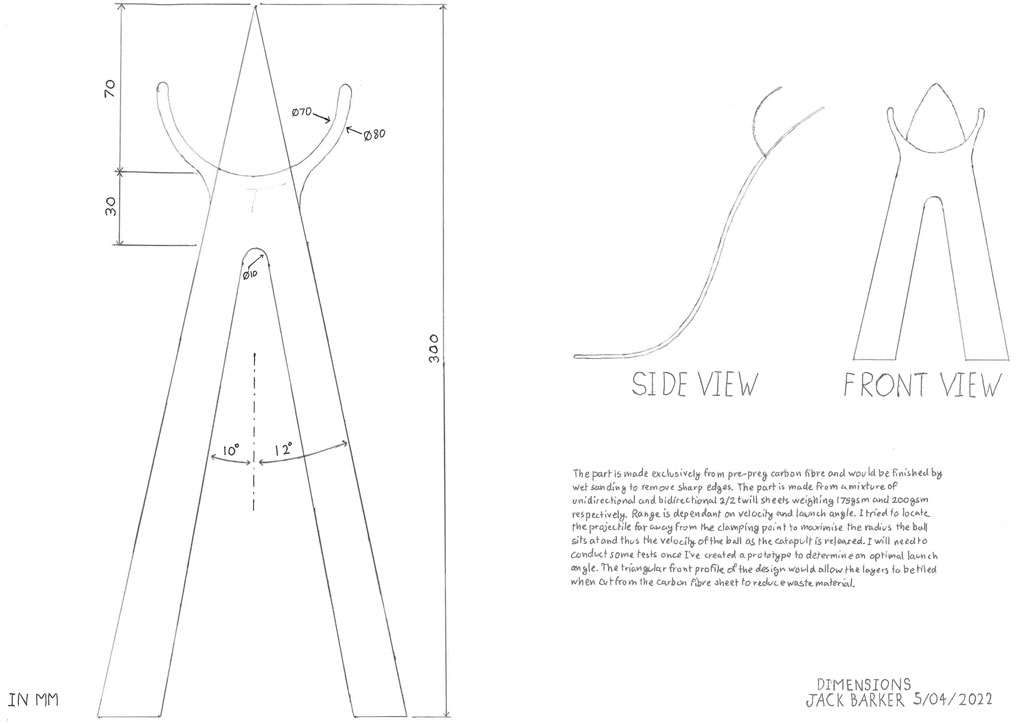 70
30
Ø70
Ø80
Ø10
300
10°
12°
IN MM
SIDE VIEW
FRONT VIEW
The part is made exclusively from pre-preg carbon fibre and would be finished by
wet sanding to remove sharp edges. The part is made from a mixture of
unidirectional and bidirectional 2/2 twill sheets weighing 175gsm and 200gsm
respectively. Range is dependant on velocity and launch angle. I tried to locate
the projectile far away from the clamping point to maximise the radius the ball
sits at and thus the velocity of the ball as the catapult is released. I will need to
conduct some tests once I've created a prototype to determine an optimal launch
angle. The triangular front profile of the design would allow the layers to be tiled
when cut from the carbon fibre sheet to reduce waste material.
DIMENSIONS
JACK BARKER 5/04/2022